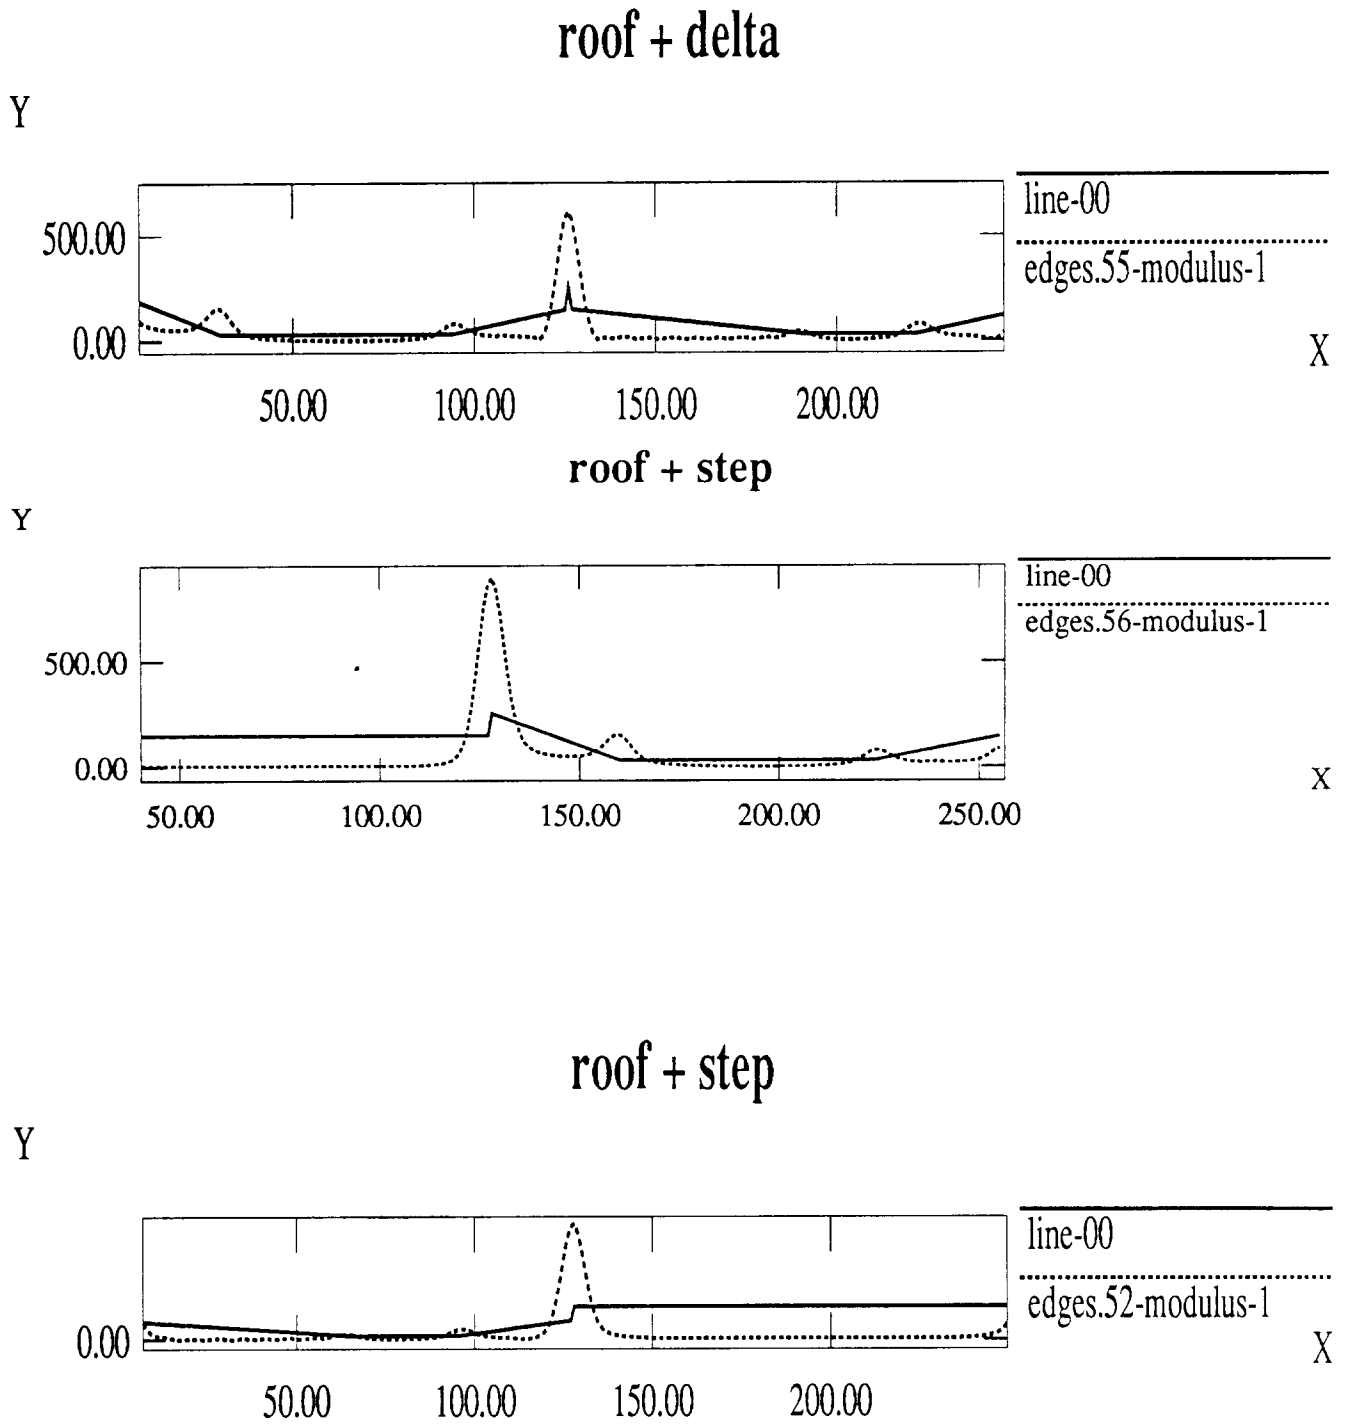 roof + delta
Y
line-00
500.00
edges.55-modulus-1
0.00
X
50.00 100.00 150.00 200.00
roof + step
Y
line-00
edges.56-modulus-1
500.00
0.00
X
50.00 100.00 150.00 200.00 250.00
roof + step
Y
line-00
edges.52-modulus-1
0.00
X
50.00 100.00 150.00 200.00